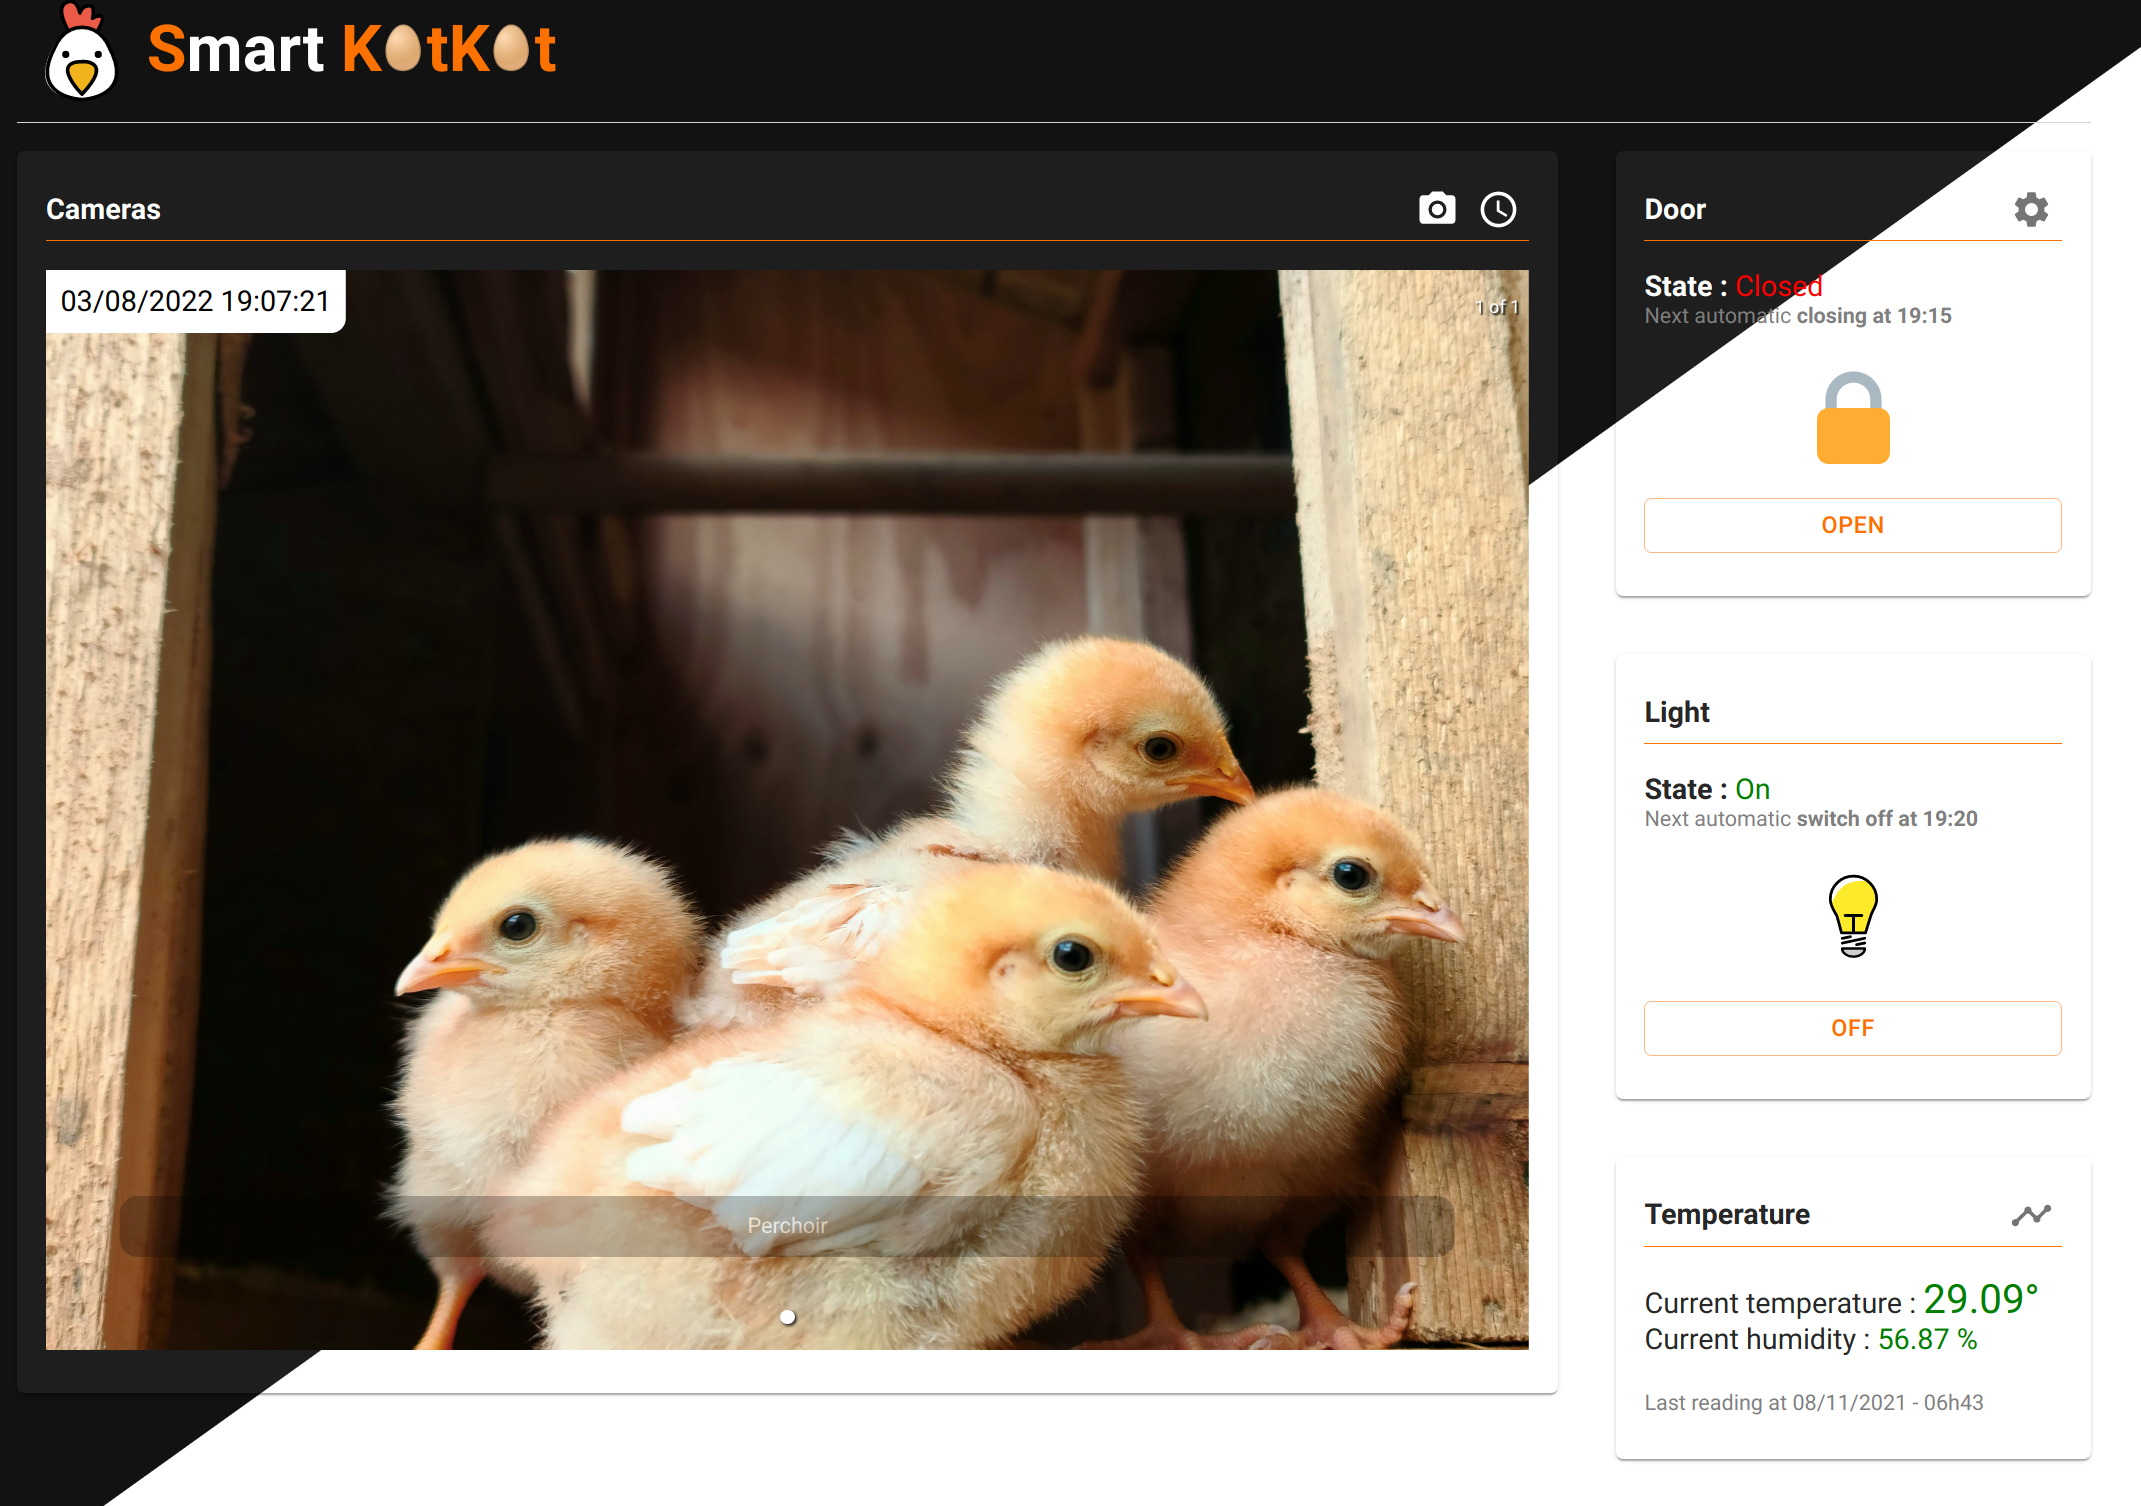 Smart KotKot
Cameras
03/08/2022 19:07:21
1 of 1
Perchoir
Door
State : Closed
Next automatic closing at 19:15
OPEN
Light
State : On
Next automatic switch off at 19:20
OFF
Temperature
Current temperature : 29.09°
Current humidity : 56.87 %
Last reading at 08/11/2021 - 06h43